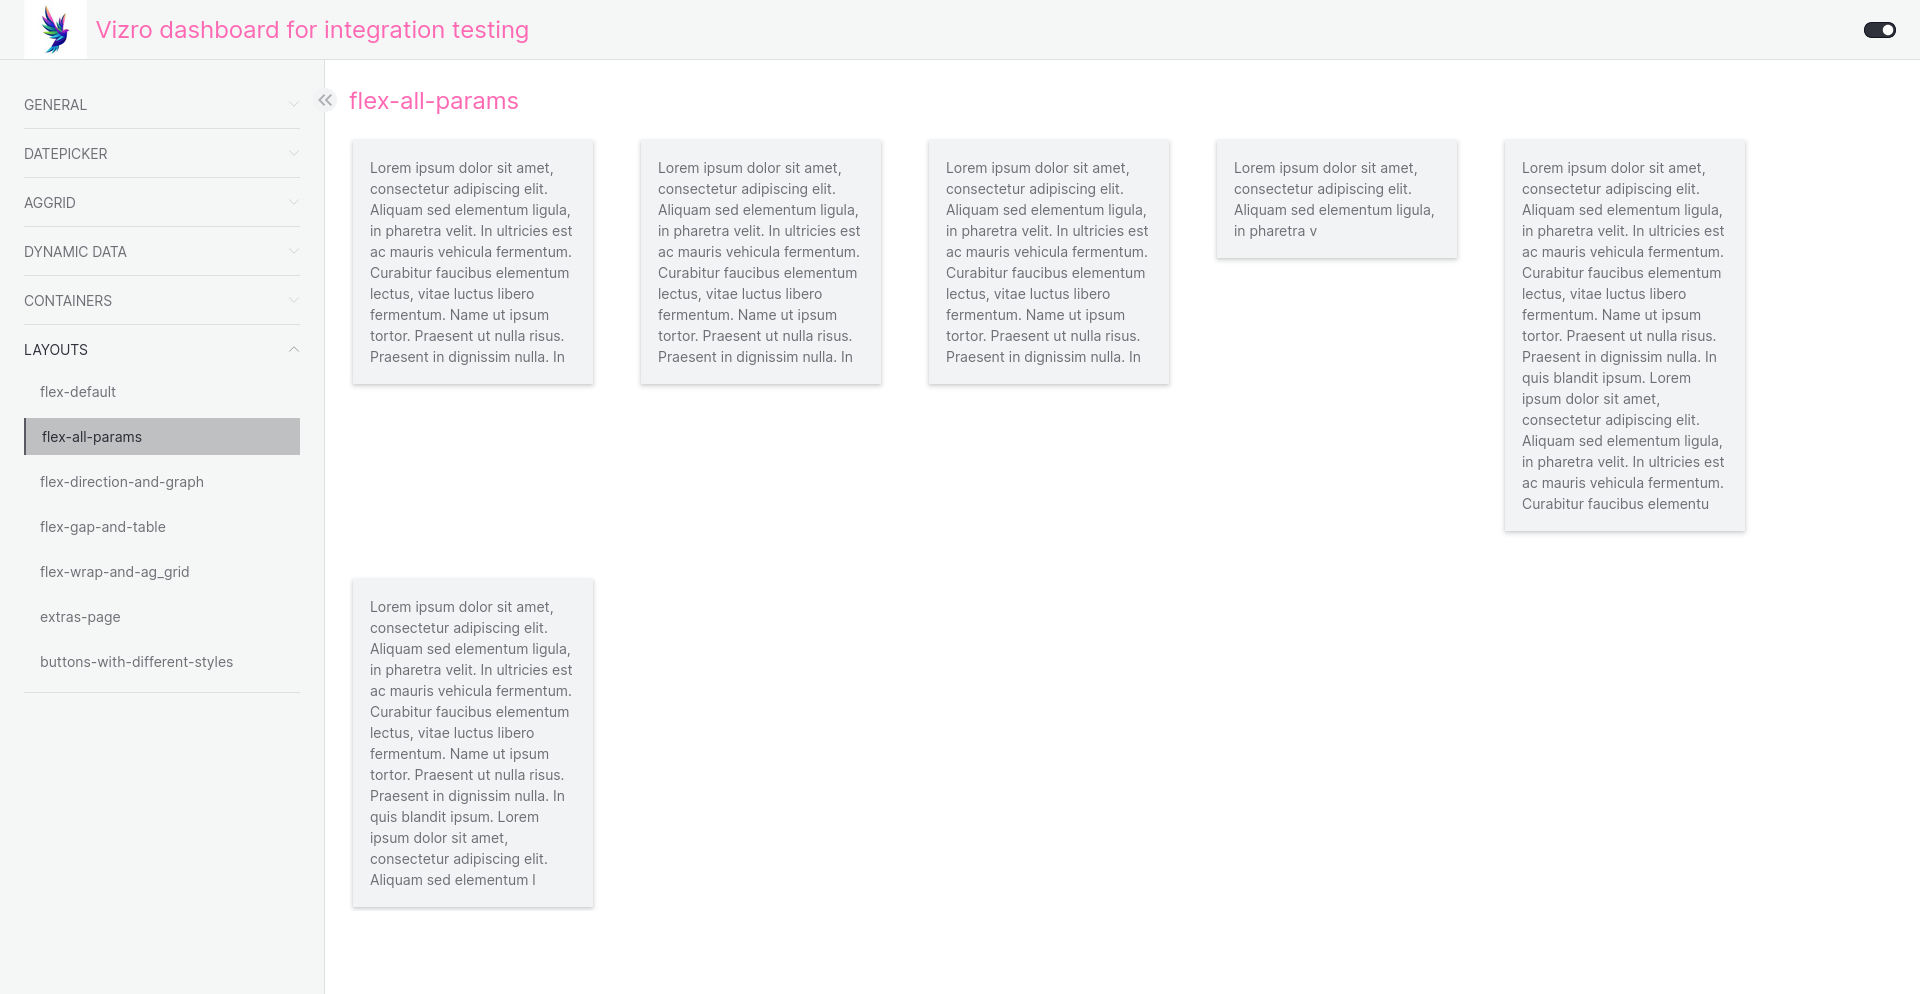 Vizro dashboard for integration testing
GENERAL
DATEPICKER
AGGRID
DYNAMIC DATA
CONTAINERS
LAYOUTS
flex-default
flex-all-params
flex-direction-and-graph
flex-gap-and-table
flex-wrap-and-ag_grid
extras-page
buttons-with-different-styles
flex-all-params
Lorem ipsum dolor sit amet,
consectetur adipiscing elit.
Aliquam sed elementum ligula,
in pharetra velit. In ultricies est
ac mauris vehicula fermentum.
Curabitur faucibus elementum
lectus, vitae luctus libero
fermentum. Name ut ipsum
tortor. Praesent ut nulla risus.
Praesent in dignissim nulla. In
Lorem ipsum dolor sit amet,
consectetur adipiscing elit.
Aliquam sed elementum ligula,
in pharetra velit. In ultricies est
ac mauris vehicula fermentum.
Curabitur faucibus elementum
lectus, vitae luctus libero
fermentum. Name ut ipsum
tortor. Praesent ut nulla risus.
Praesent in dignissim nulla. In
Lorem ipsum dolor sit amet,
consectetur adipiscing elit.
Aliquam sed elementum ligula,
in pharetra velit. In ultricies est
ac mauris vehicula fermentum.
Curabitur faucibus elementum
lectus, vitae luctus libero
fermentum. Name ut ipsum
tortor. Praesent ut nulla risus.
Praesent in dignissim nulla. In
Lorem ipsum dolor sit amet,
consectetur adipiscing elit.
Aliquam sed elementum ligula,
in pharetra v
Lorem ipsum dolor sit amet,
consectetur adipiscing elit.
Aliquam sed elementum ligula,
in pharetra velit. In ultricies est
ac mauris vehicula fermentum.
Curabitur faucibus elementum
lectus, vitae luctus libero
fermentum. Name ut ipsum
tortor. Praesent ut nulla risus.
Praesent in dignissim nulla. In
quis blandit ipsum. Lorem
ipsum dolor sit amet,
consectetur adipiscing elit.
Aliquam sed elementum ligula,
in pharetra velit. In ultricies est
ac mauris vehicula fermentum.
Curabitur faucibus elementu
Lorem ipsum dolor sit amet,
consectetur adipiscing elit.
Aliquam sed elementum ligula,
in pharetra velit. In ultricies est
ac mauris vehicula fermentum.
Curabitur faucibus elementum
lectus, vitae luctus libero
fermentum. Name ut ipsum
tortor. Praesent ut nulla risus.
Praesent in dignissim nulla. In
quis blandit ipsum. Lorem
ipsum dolor sit amet,
consectetur adipiscing elit.
Aliquam sed elementum l